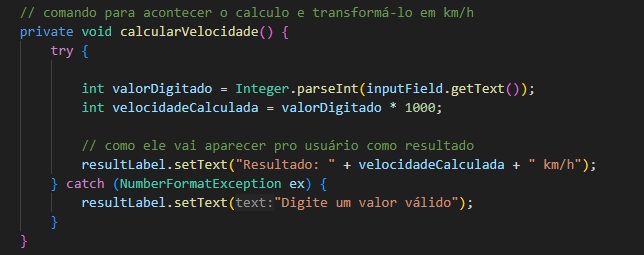 // comando para acontecer o calculo e transformá-lo em km/h
private void calcularVelocidade() {
try {
int valorDigitado = Integer.parseInt(inputField.getText());
int velocidadeCalculada = valorDigitado * 1000;
// como ele vai aparecer pro usuário como resultado
resultLabel.setText("Resultado: " + velocidadeCalculada + " km/h");
} catch (NumberFormatException ex) {
resultLabel.setText(text:"Digite um valor válido");
}
}